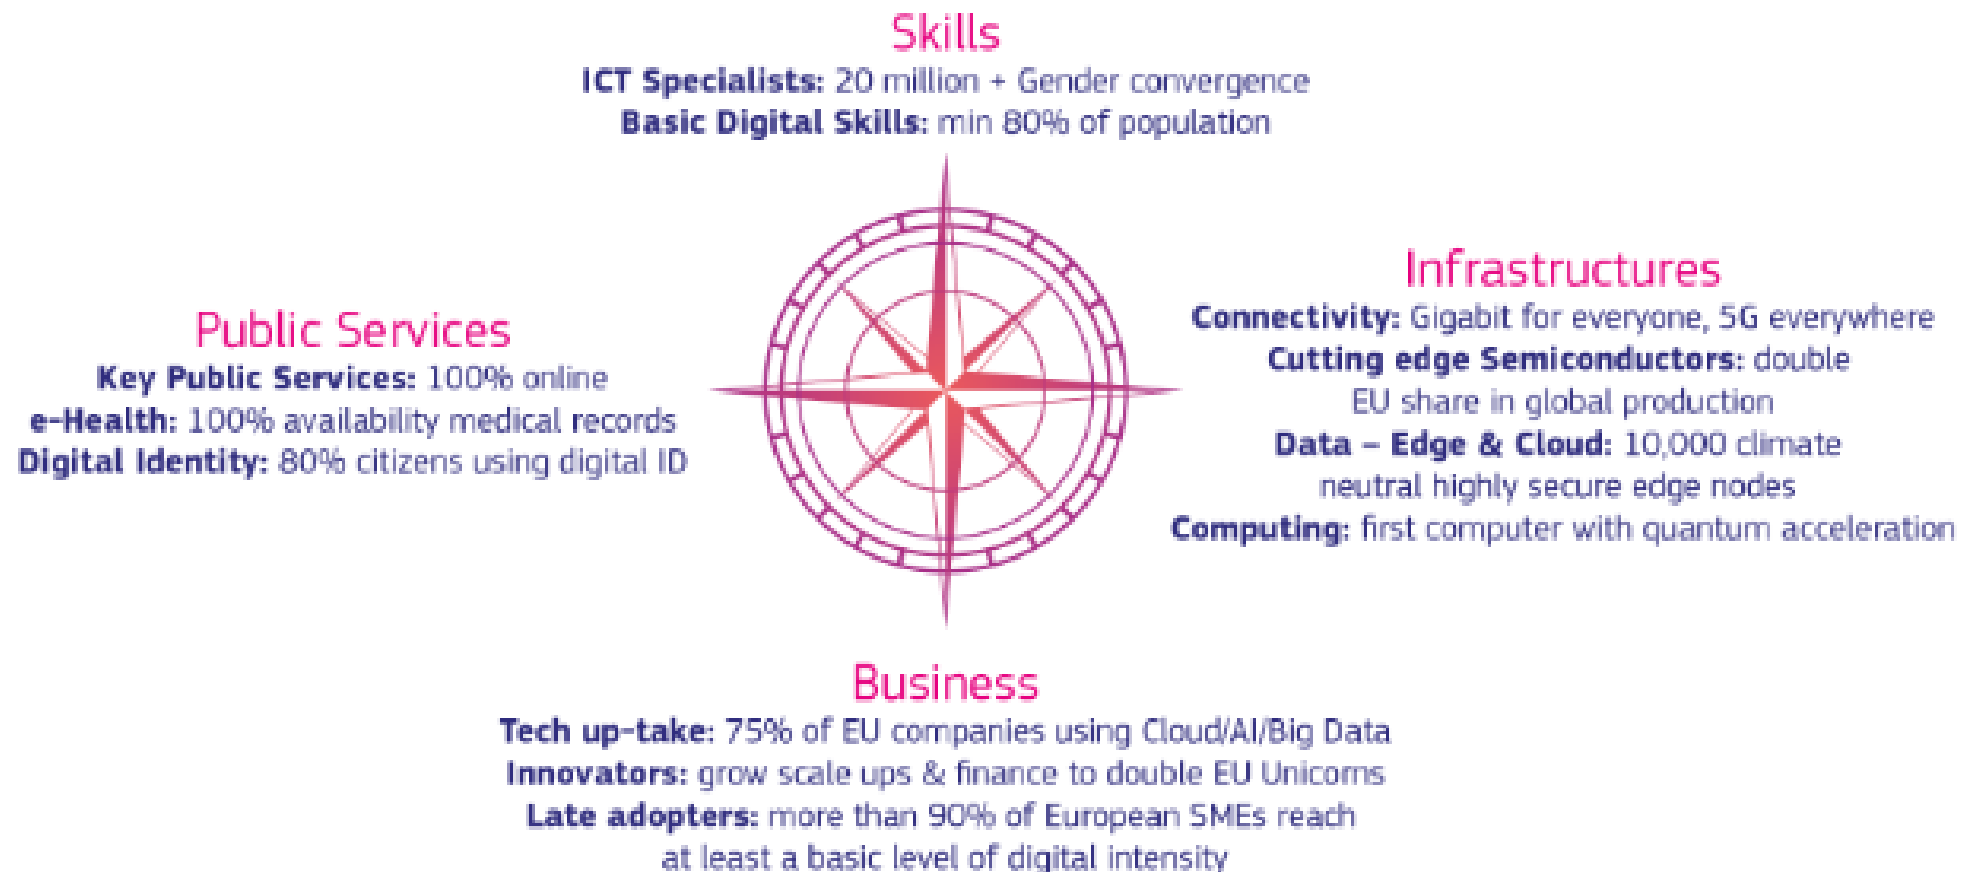 Skills
ICT Specialists: 20 million + Gender convergence
Basic Digital Skills: min 80% of population
Public Services
Key Public Services: 100% online
e-Health: 100% availability medical records
Digital Identity: 80% citizens using digital ID
Infrastructures
Connectivity: Gigabit for everyone, 5G everywhere
Cutting edge Semiconductors: double
EU share in global production
Data – Edge & Cloud: 10,000 climate
neutral highly secure edge nodes
Computing: first computer with quantum acceleration
Business
Tech up-take: 75% of EU companies using Cloud/AI/Big Data
Innovators: grow scale ups & finance to double EU Unicorns
Late adopters: more than 90% of European SMEs reach
at least a basic level of digital intensity